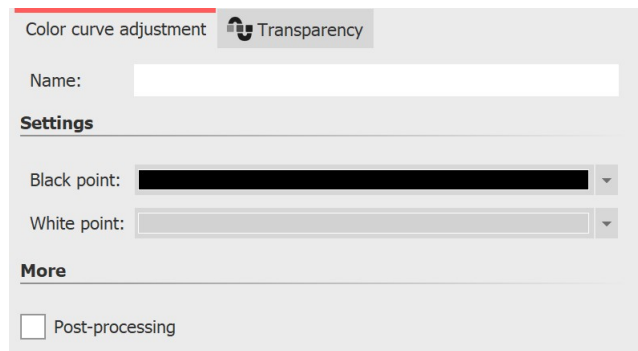 Color curve adjustment Transparency
Name:
Settings
Black point:
White point:
More
Post-processing